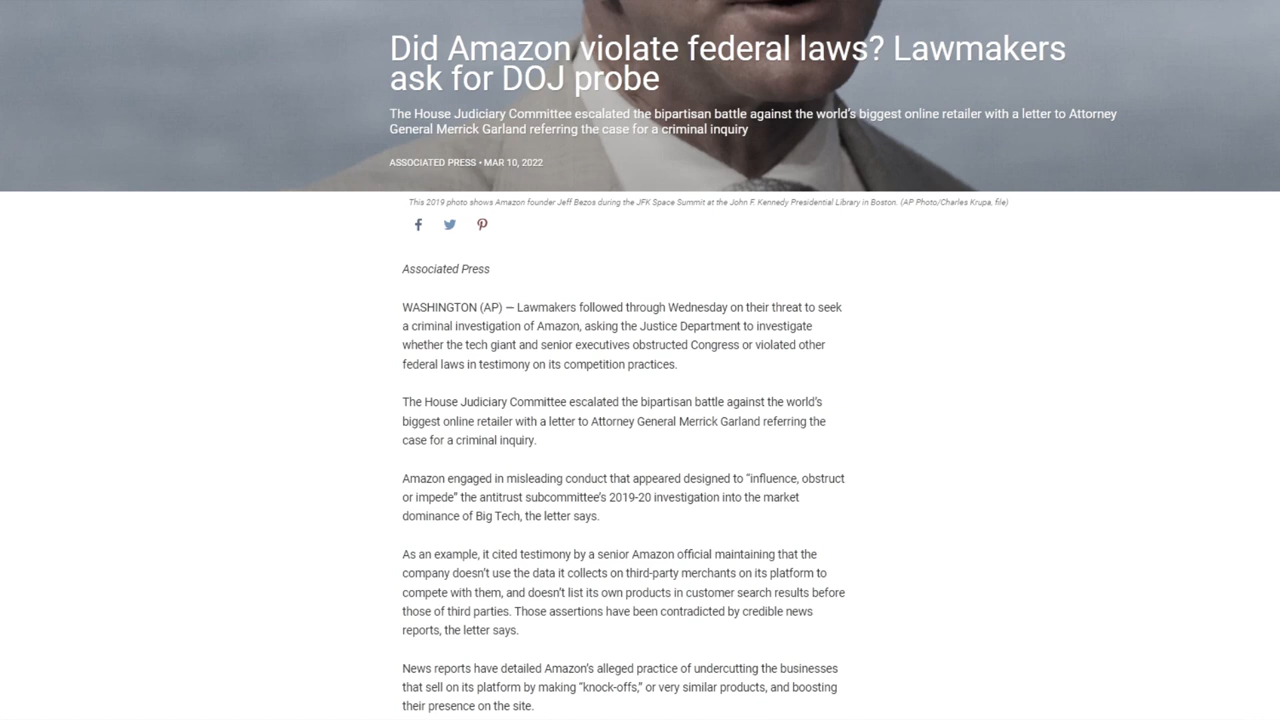 Did Amazon violate federal laws? Lawmakers
ask for DOJ probe
The House Judiciary Committee escalated the bipartisan battle against the world's biggest online retailer with a letter to Attorney
General Merrick Garland referring the case for a criminal inquiry
ASSOCIATED PRESS • MAR 10, 2022
This 2019 photo shows Amazon founder Jeff Bezos during the JFK Space Summit at the John F. Kennedy Presidential Library in Boston. (AP Photo/Charles Krupa, file)
Associated Press
WASHINGTON (AP) — Lawmakers followed through Wednesday on their threat to seek
a criminal investigation of Amazon, asking the Justice Department to investigate
whether the tech giant and senior executives obstructed Congress or violated other
federal laws in testimony on its competition practices.
The House Judiciary Committee escalated the bipartisan battle against the world's
biggest online retailer with a letter to Attorney General Merrick Garland referring the
case for a criminal inquiry.
Amazon engaged in misleading conduct that appeared designed to “influence, obstruct
or impede” the antitrust subcommittee's 2019-20 investigation into the market
dominance of Big Tech, the letter says.
As an example, it cited testimony by a senior Amazon official maintaining that the
company doesn't use the data it collects on third-party merchants on its platform to
compete with them, and doesn't list its own products in customer search results before
those of third parties. Those assertions have been contradicted by credible news
reports, the letter says.
News reports have detailed Amazon's alleged practice of undercutting the businesses
that sell on its platform by making “knock-offs,” or very similar products, and boosting
their presence on the site.